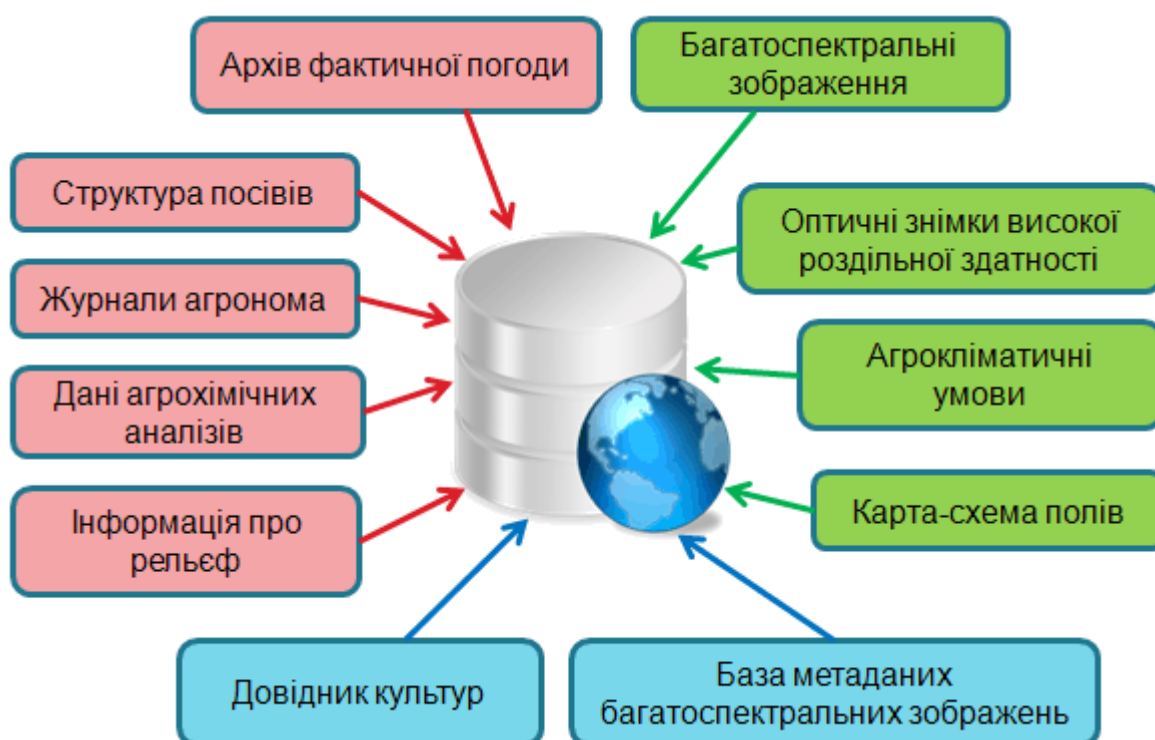 Архів фактичної погоди
Багатоспектральні
зображення
Структура посівів
Оптичні знімки високої
роздільної здатності
Журнали агронома
Агрокліматичні
умови
Дані агрохімічних
аналізів
Карта-схема полів
Інформація про
рельєф
Довідник культур
База метаданих
багатоспектральних зображень